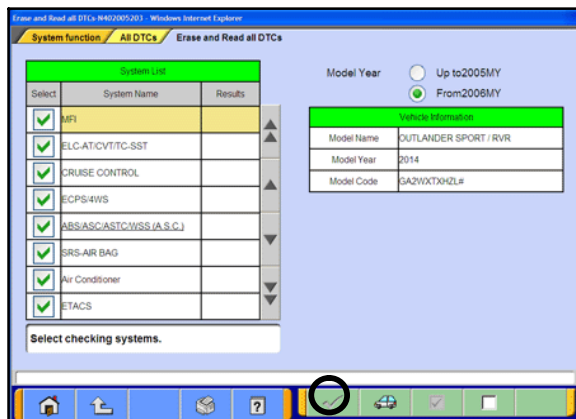 Erase and Read all DTCs-N402005203 - Windows Internet Explorer
System function All DTCs Erase and Read all DTCs
System List
Select System Name Results
MFI
ELC-AT/CVT/TC-SST
CRUISE CONTROL
ECPS/4WS
ABS/ASC/ASTC/WSS (A.S.C.)
SRS-AIR BAG
Air Conditioner
ETACS
Select checking systems.
Model Year Up to2005MY
From2006MY
Vehicle Information
Model Name OUTLANDER SPORT / RVR
Model Year 2014
Model Code GA2WXTXHZL#
?